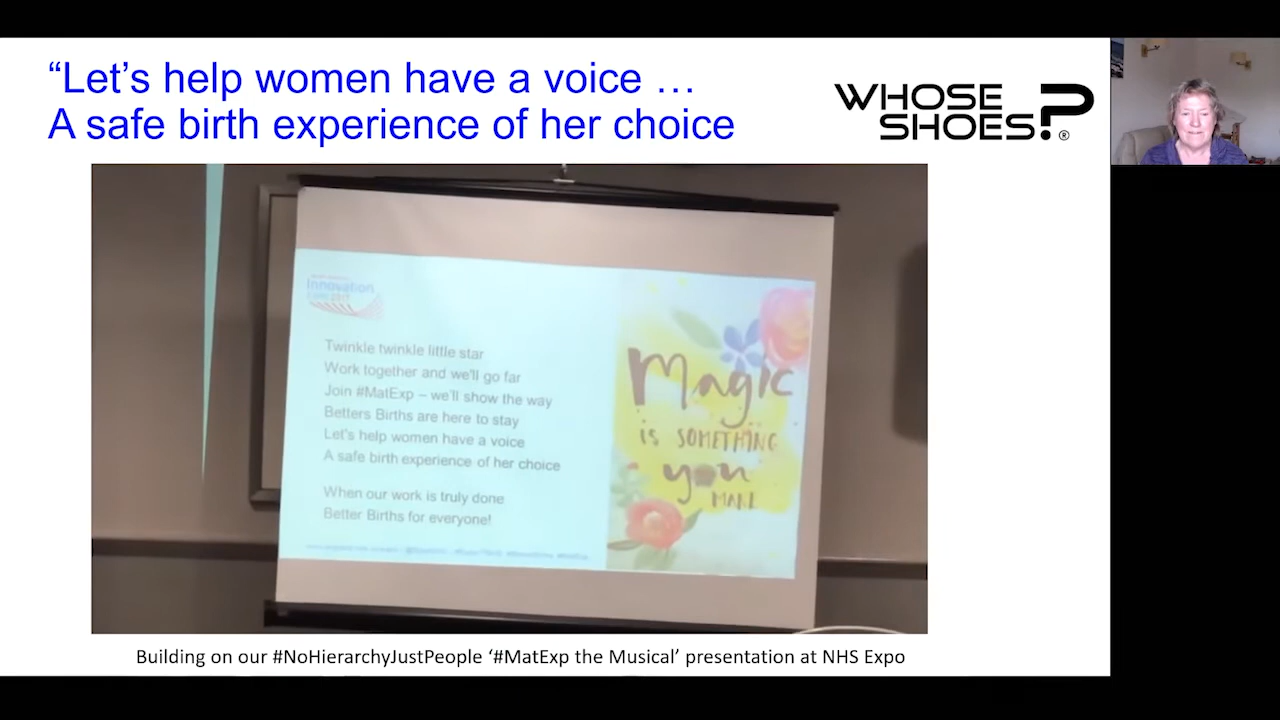 “Let’s help women have a voice …
A safe birth experience of her choice
WHOSE
SHOES?®
Innovation
2017
Twinkle twinkle little star
Work together and we'll go far
Join #MatExp – we'll show the way
Betters Births are here to stay
Let's help women have a voice
A safe birth experience of her choice
When our work is truly done
Better Births for everyone!
Magic
is SOMETHING
you
MAKE
Building on our #NoHierarchyJustPeople ‘#MatExp the Musical’ presentation at NHS Expo